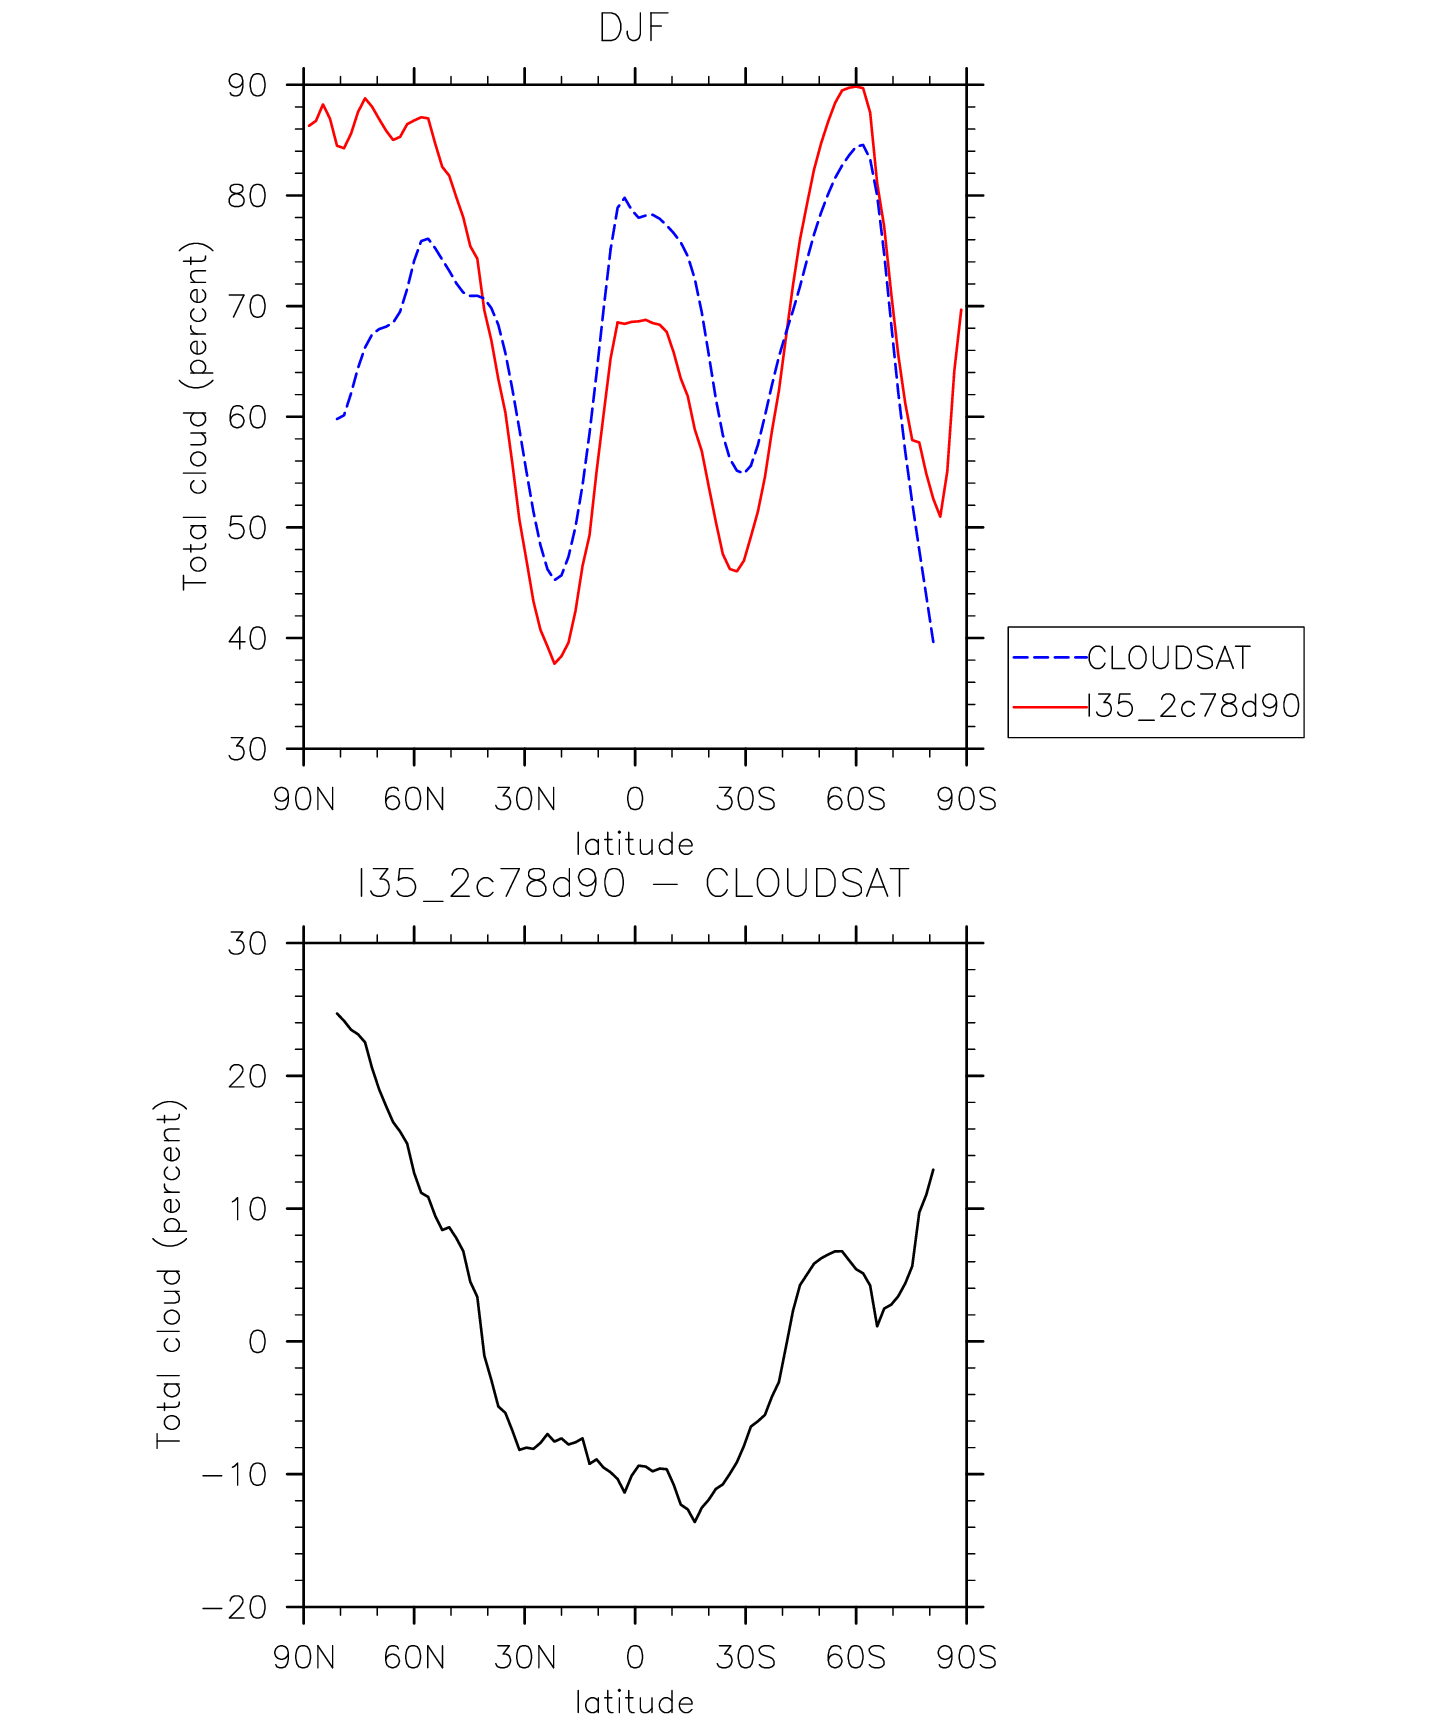 DJF
90
80
70
60
50
40
30
Total cloud (percent)
90N 60N 30N 0 30S 60S 90S
latitude
CLOUDSAT
I35_2c78d90
I35_2c78d90 - CLOUDSAT
30
20
10
0
-10
-20
Total cloud (percent)
90N 60N 30N 0 30S 60S 90S
latitude